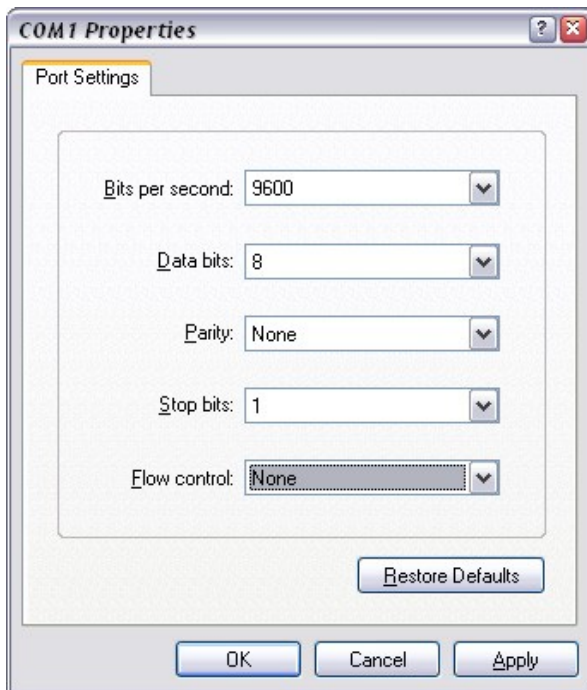 COM1 Properties
Port Settings
Bits per second: 9600
Data bits: 8
Parity: None
Stop bits: 1
Flow control: None
Restore Defaults
OK Cancel Apply